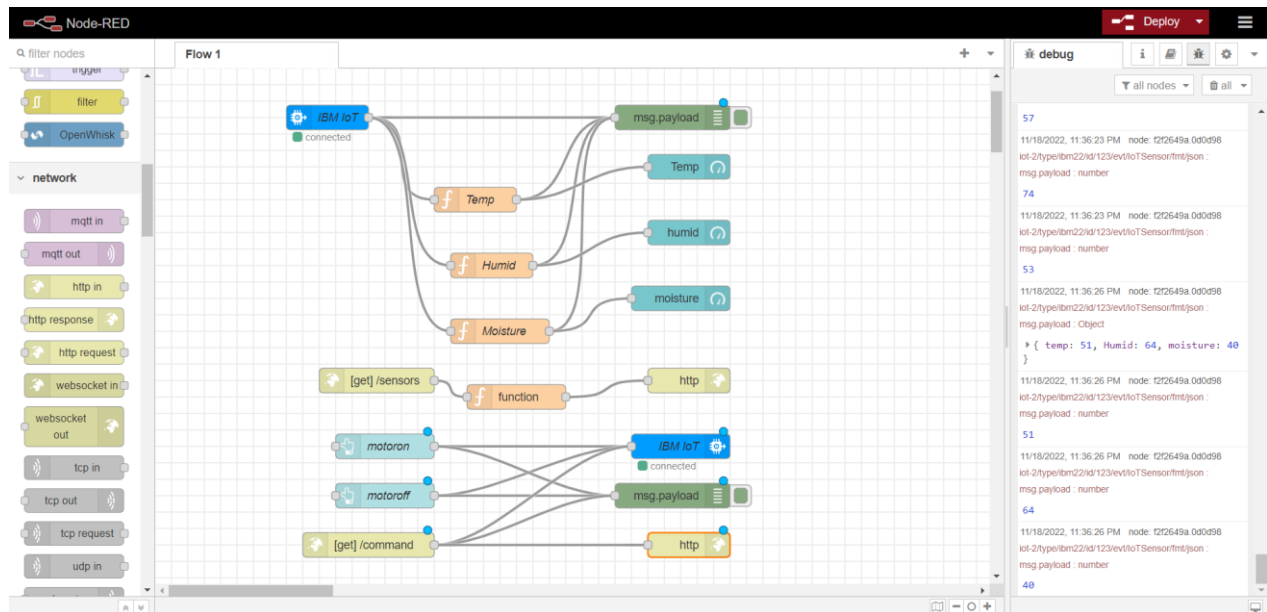 Node-RED
Deploy
filter nodes
Flow 1
debug
i
all nodes
all
trigger
filter
OpenWhisk
network
mqtt in
mqtt out
http in
http response
http request
websocket in
websocket
out
tcp in
tcp out
tcp request
udp in
IBM IoT
connected
msg.payload
Temp
Temp
humid
Humid
moisture
Moisture
[get] /sensors
function
http
motoron
IBM IoT
connected
motoroff
msg.payload
[get] /command
http
57
11/18/2022, 11:36:23 PM node: f2f2649a.0d0d98
iot-2/type/ibm22/id/123/evt/IoTSensor/fmt/json :
msg.payload : number
74
11/18/2022, 11:36:23 PM node: f2f2649a.0d0d98
iot-2/type/ibm22/id/123/evt/IoTSensor/fmt/json :
msg.payload : number
53
11/18/2022, 11:36:26 PM node: f2f2649a.0d0d98
iot-2/type/ibm22/id/123/evt/IoTSensor/fmt/json :
msg.payload : Object
{ temp: 51, Humid: 64, moisture: 40
}
11/18/2022, 11:36:26 PM node: f2f2649a.0d0d98
iot-2/type/ibm22/id/123/evt/IoTSensor/fmt/json :
msg.payload : number
51
11/18/2022, 11:36:26 PM node: f2f2649a.0d0d98
iot-2/type/ibm22/id/123/evt/IoTSensor/fmt/json :
msg.payload : number
64
11/18/2022, 11:36:26 PM node: f2f2649a.0d0d98
iot-2/type/ibm22/id/123/evt/IoTSensor/fmt/json :
msg.payload : number
40